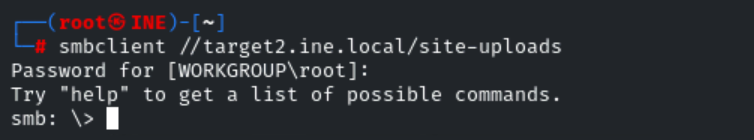 ┌──(root㉿INE)-[~]
└─# smbclient //target2.ine.local/site-uploads
Password for [WORKGROUP\root]:
Try "help" to get a list of possible commands.
smb: \>